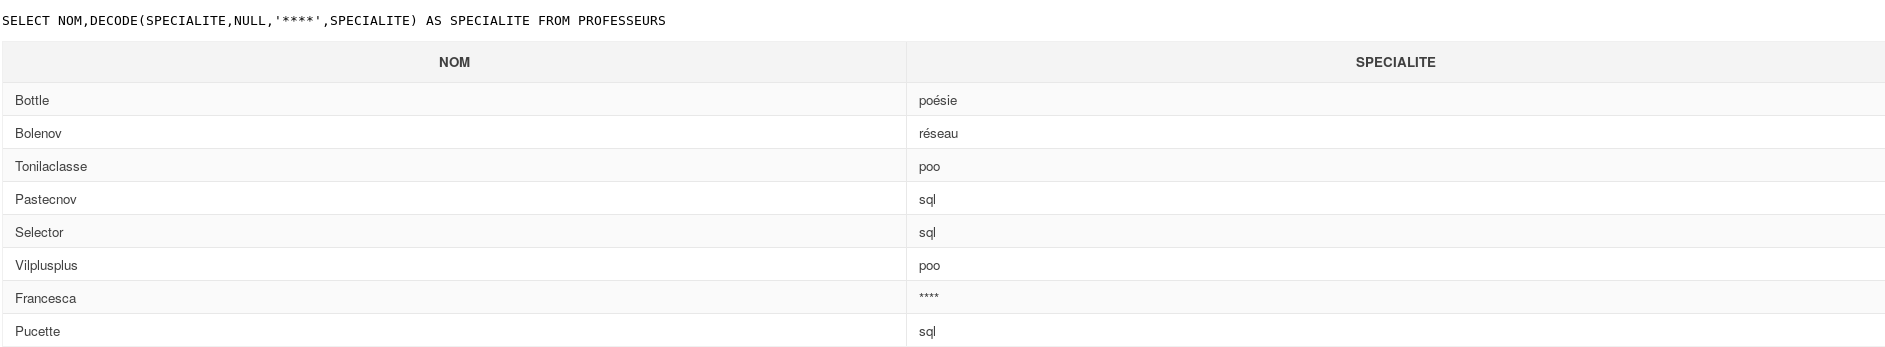 SELECT NOM,DECODE(SPECIALITE,NULL,'****',SPECIALITE) AS SPECIALITE FROM PROFESSEURS
NOM SPECIALITE
Bottle poésie
Bolenov réseau
Tonilaclasse poo
Pastecnov sql
Selector sql
Vilplusplus poo
Francesca ****
Pucette sql